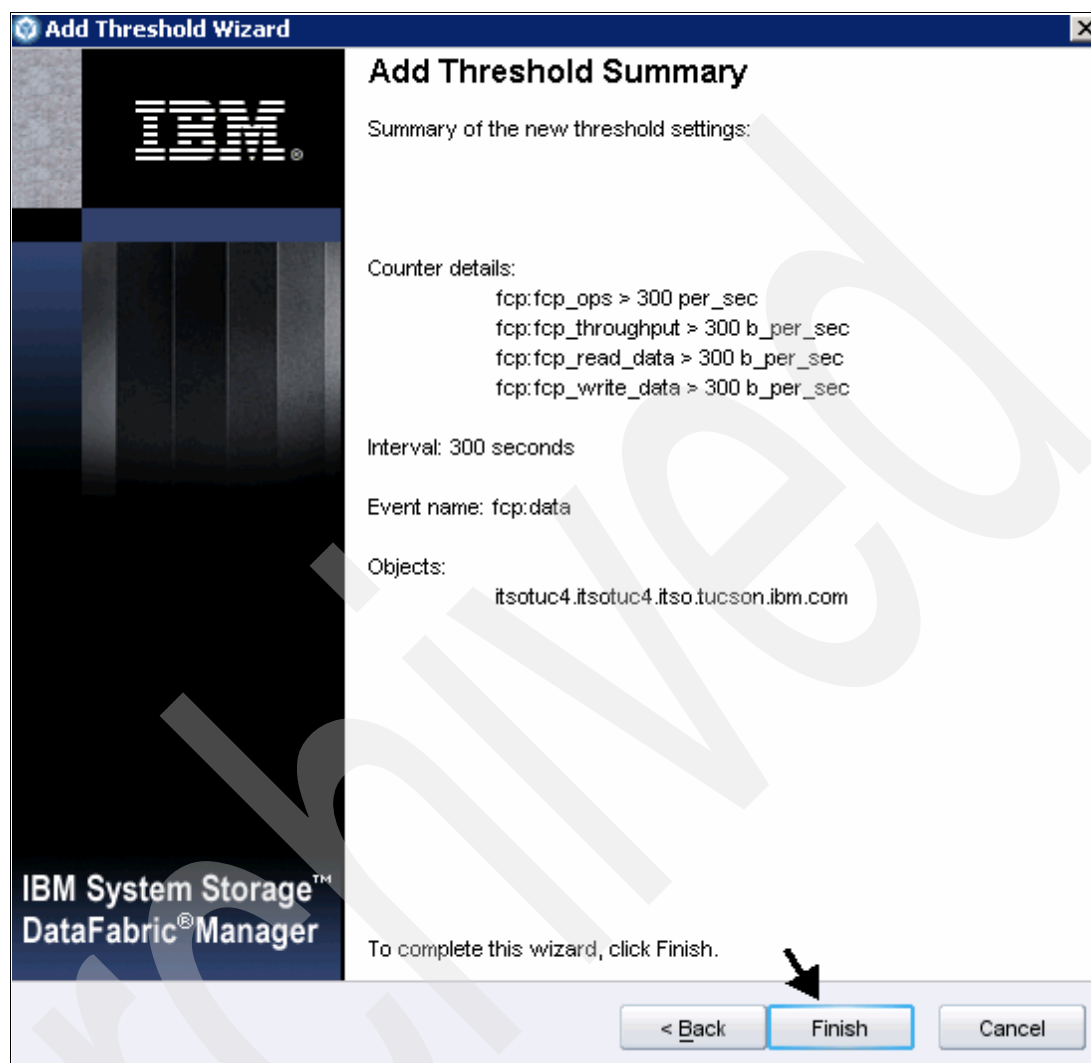 Add Threshold Wizard
IBM®
Add Threshold Summary
Summary of the new threshold settings:
Counter details:
fcp:fcp_ops > 300 per_sec
fcp:fcp_throughput > 300 b_per_sec
fcp:fcp_read_data > 300 b_per_sec
fcp:fcp_write_data > 300 b_per_sec
Interval: 300 seconds
Event name: fcp:data
Objects:
itsotuc4.itsotuc4.itso.tucson.ibm.com
IBM System Storage™
DataFabric®Manager
To complete this wizard, click Finish.
< Back
Finish
Cancel